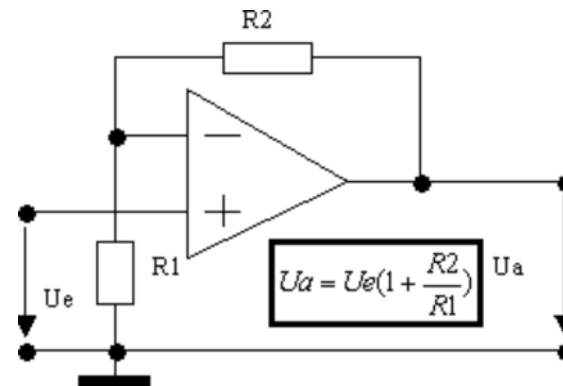 R2
−
+
R1
Ue
Ua = Ue(1 + R2/R1)
Ua